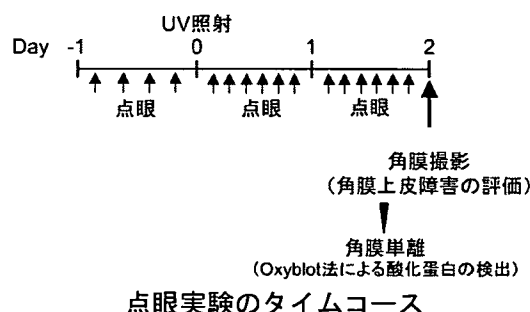 UV照射
Day -1 0 1 2
点眼 点眼 点眼
角膜撮影
(角膜上皮障害の評価)
角膜単離
(Oxyblot法による酸化蛋白の検出)
点眼実験のタイムコース